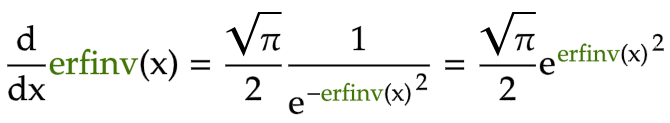 d/dx erfinv(x) = √π/2 1/e^−erfinv(x)^2 = √π/2 e^erfinv(x)^2